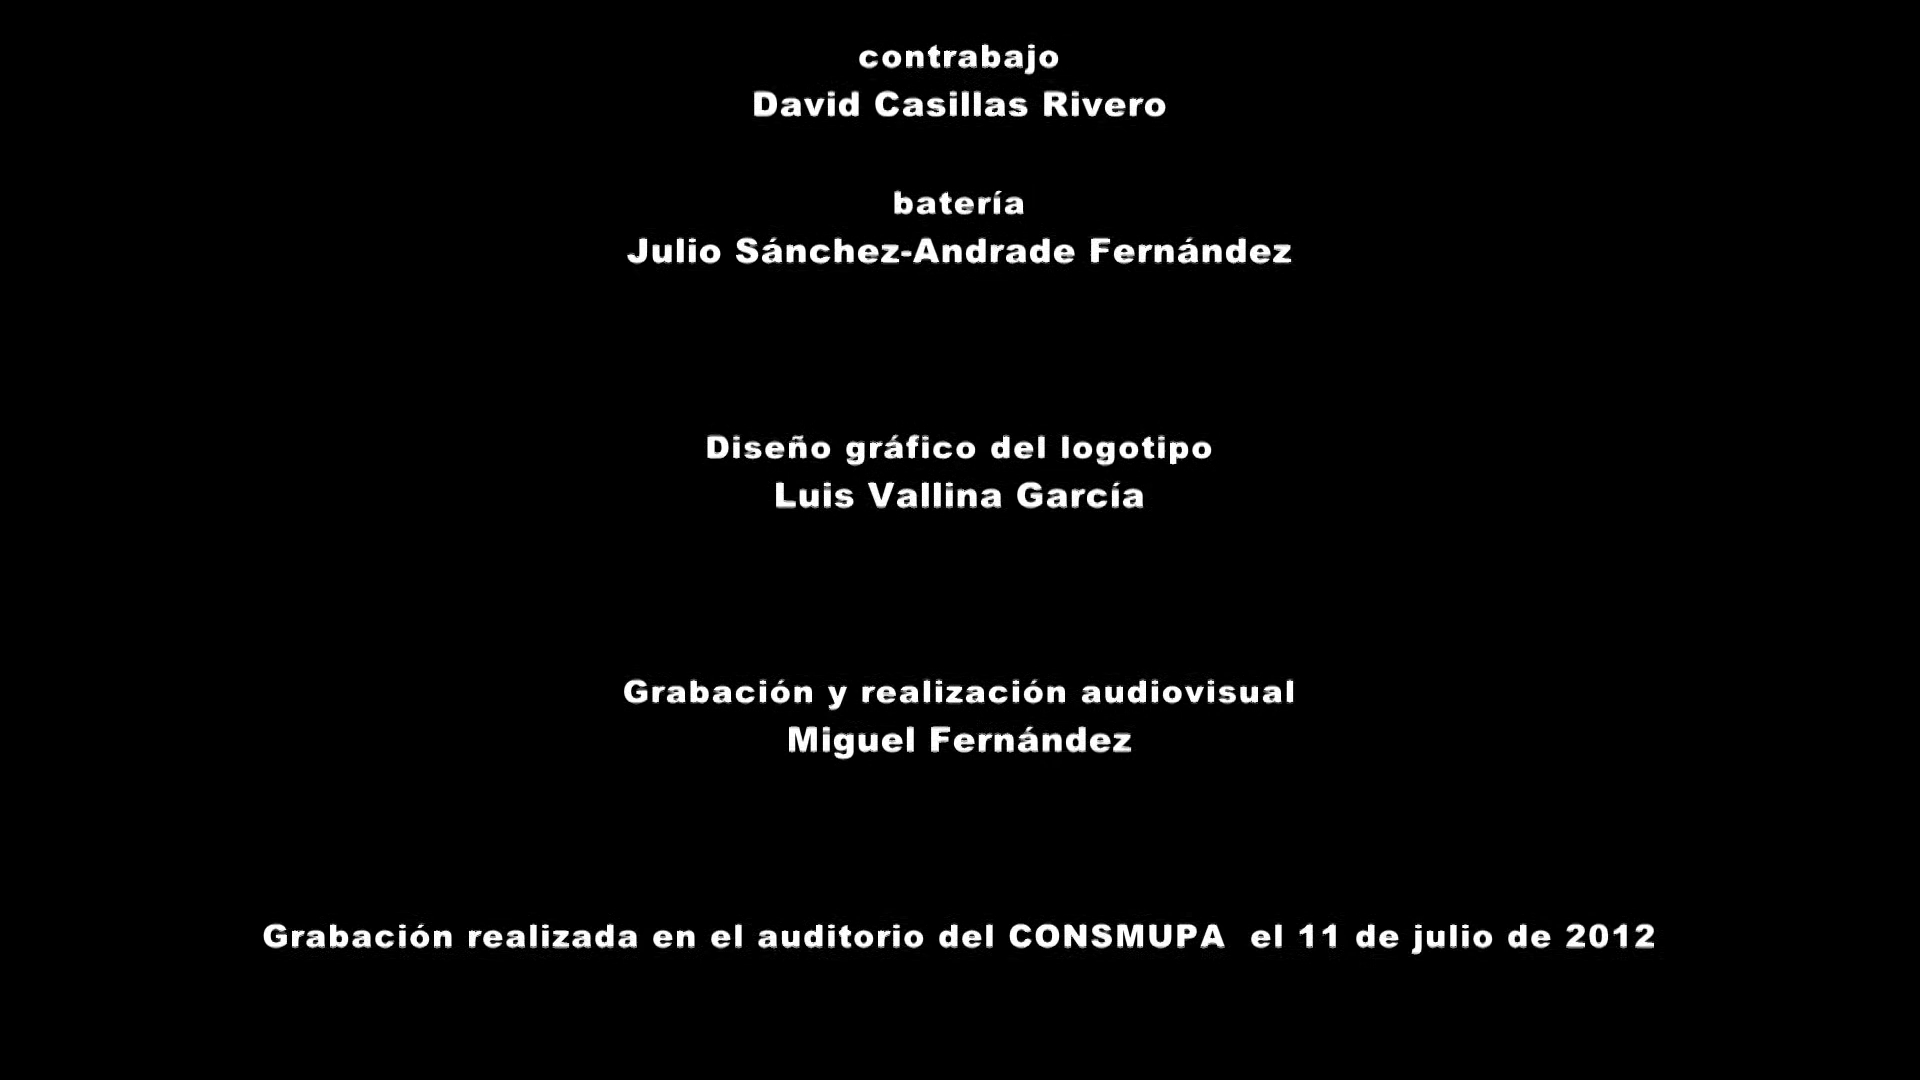 contrabajo
David Casillas Rivero
batería
Julio Sánchez-Andrade Fernández
Diseño gráfico del logotipo
Luis Vallina García
Grabación y realización audiovisual
Miguel Fernández
Grabación realizada en el auditorio del CONSMUPA  el 11 de julio de 2012